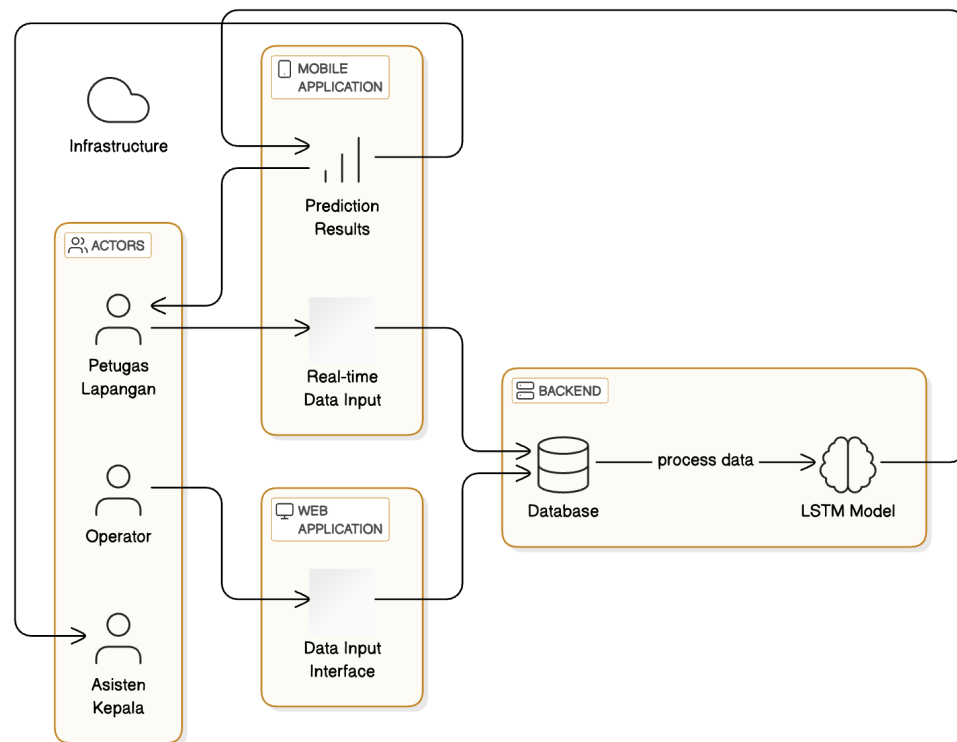 MOBILE
APPLICATION
Infrastructure
Prediction
Results
ACTORS
Petugas
Lapangan
Real-time
Data Input
BACKEND
process data
Database
LSTM Model
WEB
APPLICATION
Operator
Data Input
Interface
Asisten
Kepala